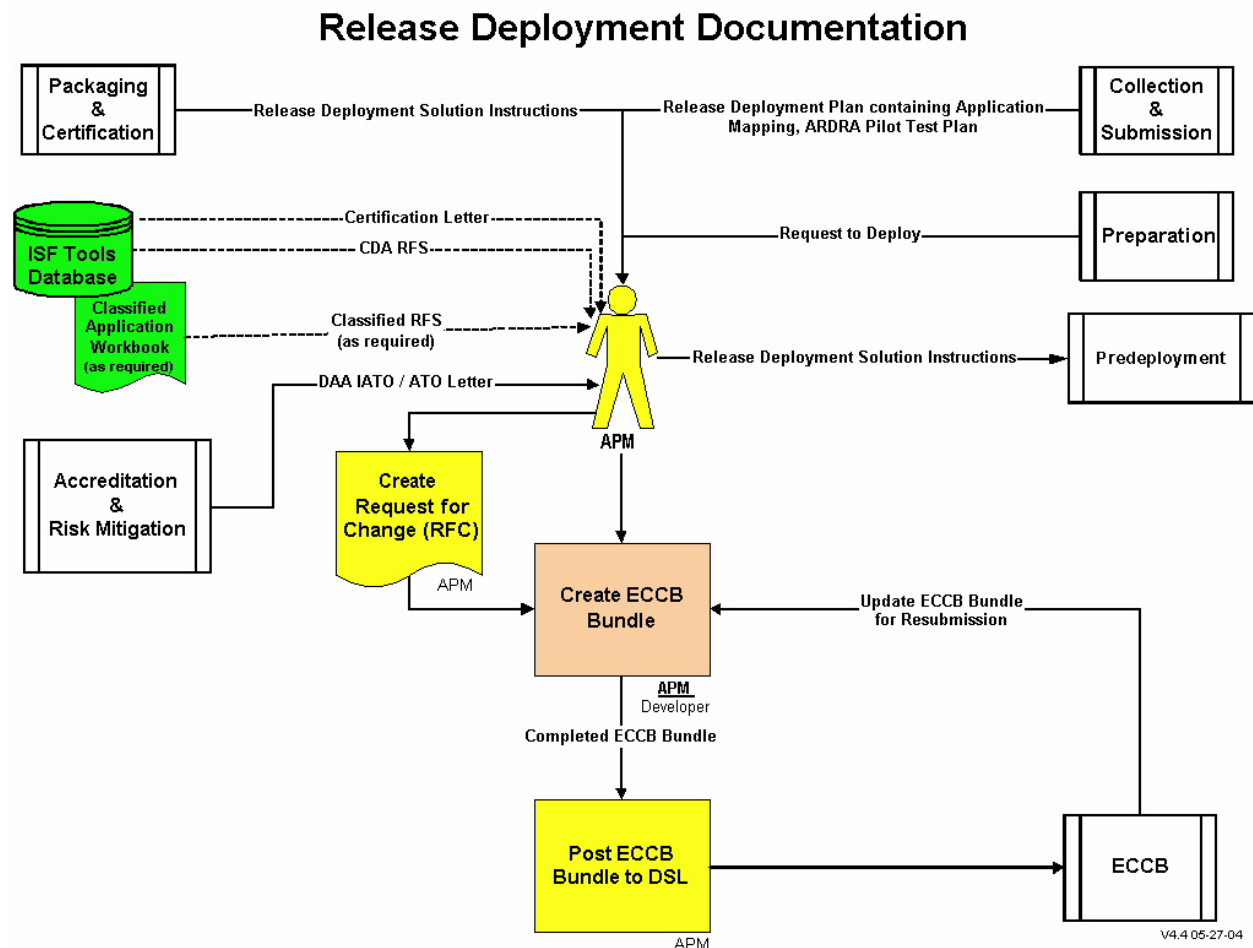 Release Deployment Documentation
Packaging
&
Certification
Release Deployment Solution Instructions
Release Deployment Plan containing Application
Mapping, ARDRA Pilot Test Plan
Collection
&
Submission
ISF Tools
Database
Certification Letter
CDA RFS
Request to Deploy
Preparation
Classified
Application
Workbook
(as required)
Classified RFS
(as required)
Release Deployment Solution Instructions
Predeployment
DAA IATO / ATO Letter
APM
Accreditation
&
Risk Mitigation
Create
Request for
Change (RFC)
APM
Create ECCB
Bundle
Update ECCB Bundle
for Resubmission
APM
Developer
Completed ECCB Bundle
Post ECCB
Bundle to DSL
APM
ECCB
V4.4 05-27-04